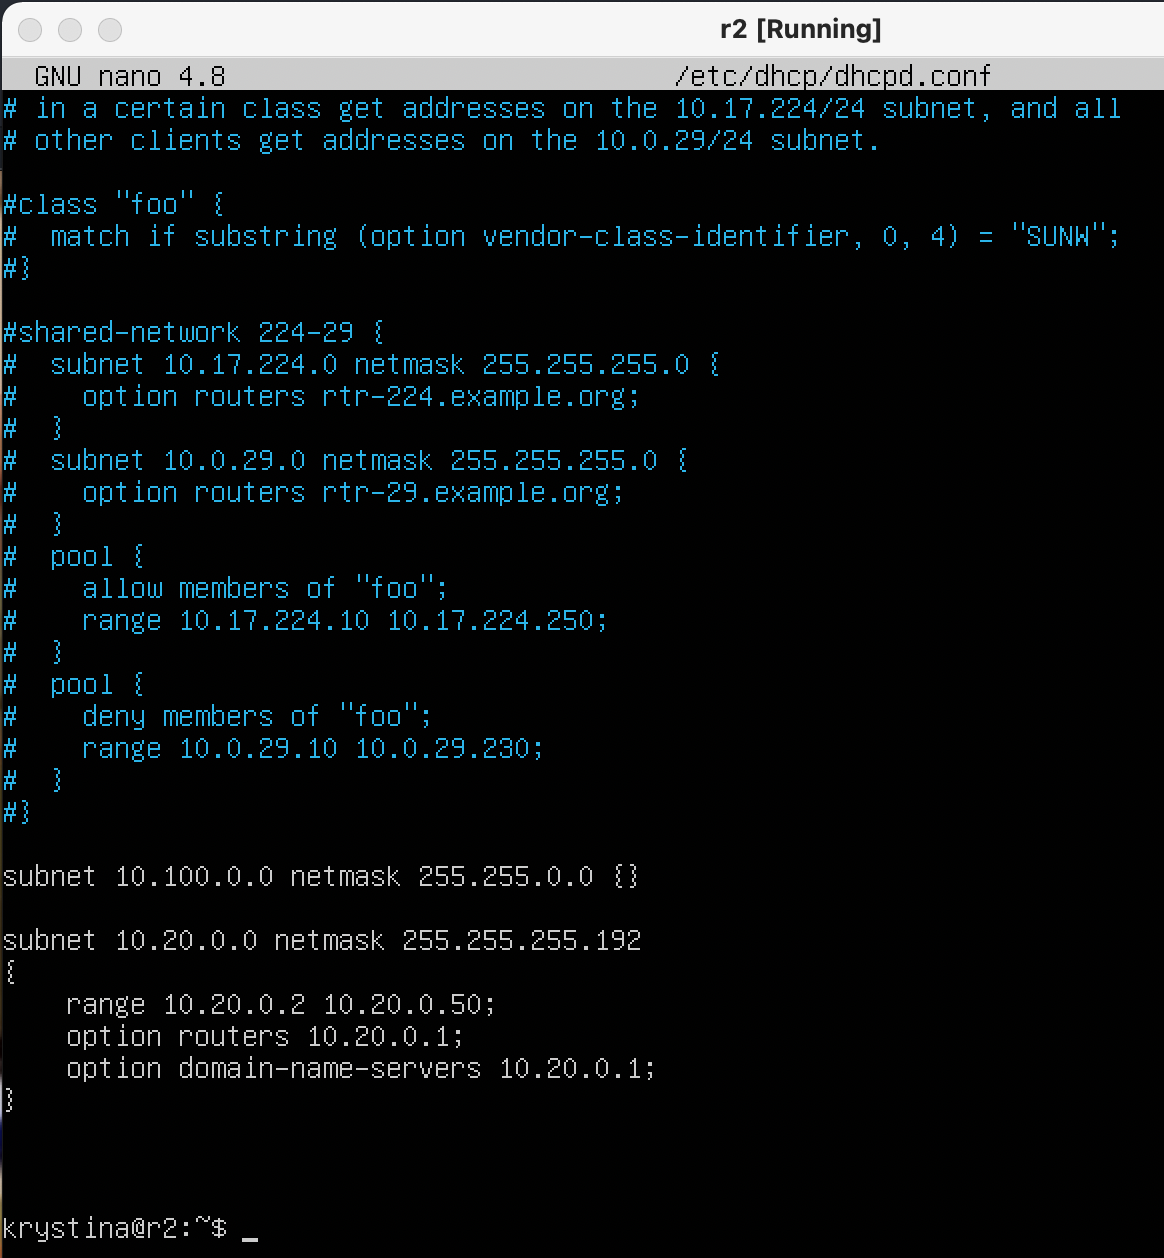 r2 [Running]
GNU nano 4.8 /etc/dhcp/dhcpd.conf
# in a certain class get addresses on the 10.17.224/24 subnet, and all
# other clients get addresses on the 10.0.29/24 subnet.
#class "foo" {
#  match if substring (option vendor-class-identifier, 0, 4) = "SUNW";
#}
#shared-network 224-29 {
#  subnet 10.17.224.0 netmask 255.255.255.0 {
#    option routers rtr-224.example.org;
#  }
#  subnet 10.0.29.0 netmask 255.255.255.0 {
#    option routers rtr-29.example.org;
#  }
#  pool {
#    allow members of "foo";
#    range 10.17.224.10 10.17.224.250;
#  }
#  pool {
#    deny members of "foo";
#    range 10.0.29.10 10.0.29.230;
#  }
#}
subnet 10.100.0.0 netmask 255.255.0.0 {}
subnet 10.20.0.0 netmask 255.255.255.192
{
    range 10.20.0.2 10.20.0.50;
    option routers 10.20.0.1;
    option domain-name-servers 10.20.0.1;
}
krystina@r2:~$ _